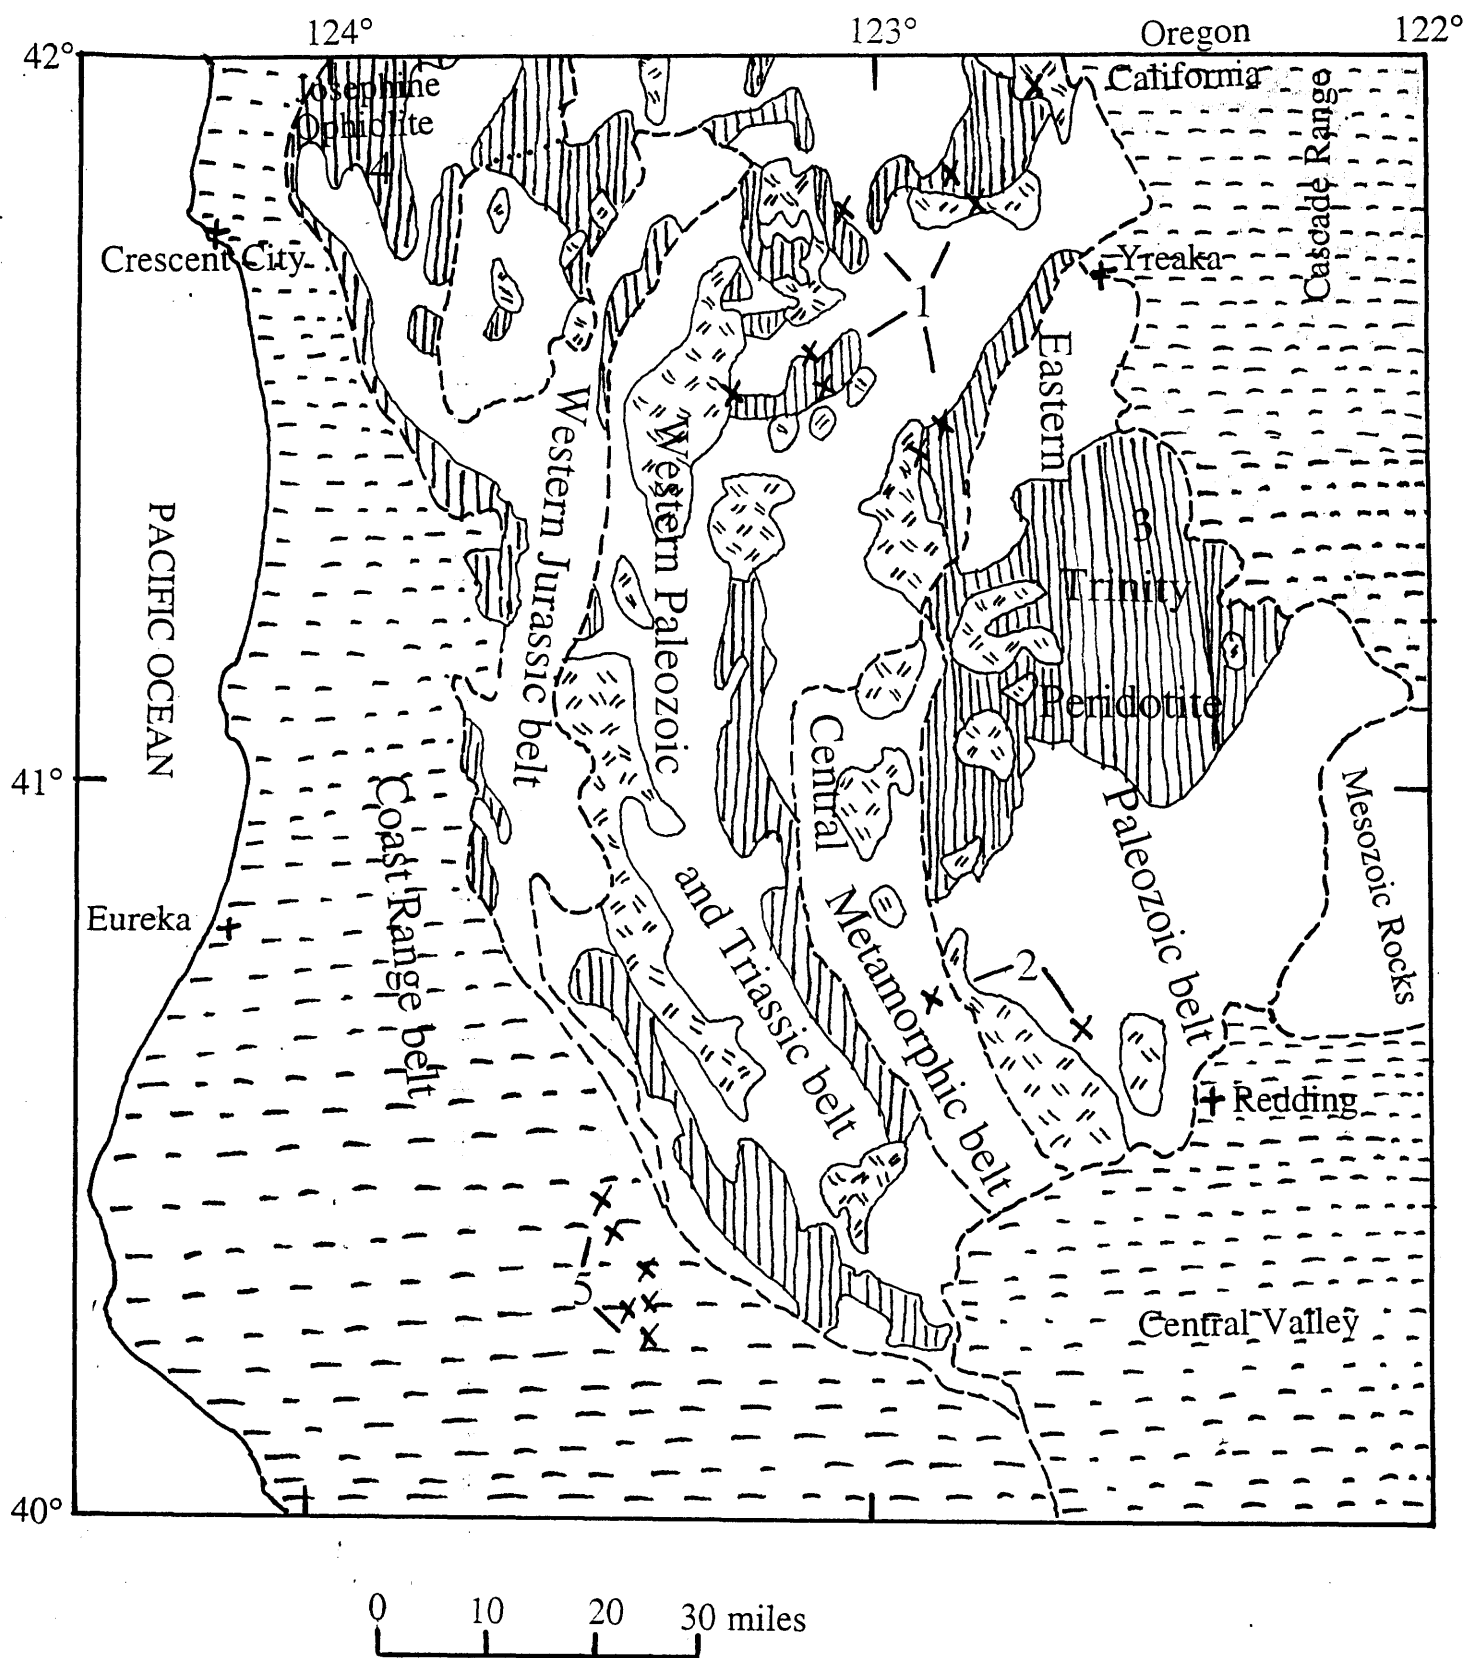 124°
123°
Oregon
122°
42°
Josephine
Ophiolite
4
California
Cascade Range
Crescent City
Yreka
1
Eastern
Western Jurassic belt
Western Paleozoic
PACIFIC OCEAN
3
Trinity
Peridotite
41°
Central
Coast Range belt
Paleozoic belt
Mesozoic Rocks
Eureka
and Triassic belt
Metamorphic belt
2
Redding
5
Central Valley
40°
0 10 20 30 miles